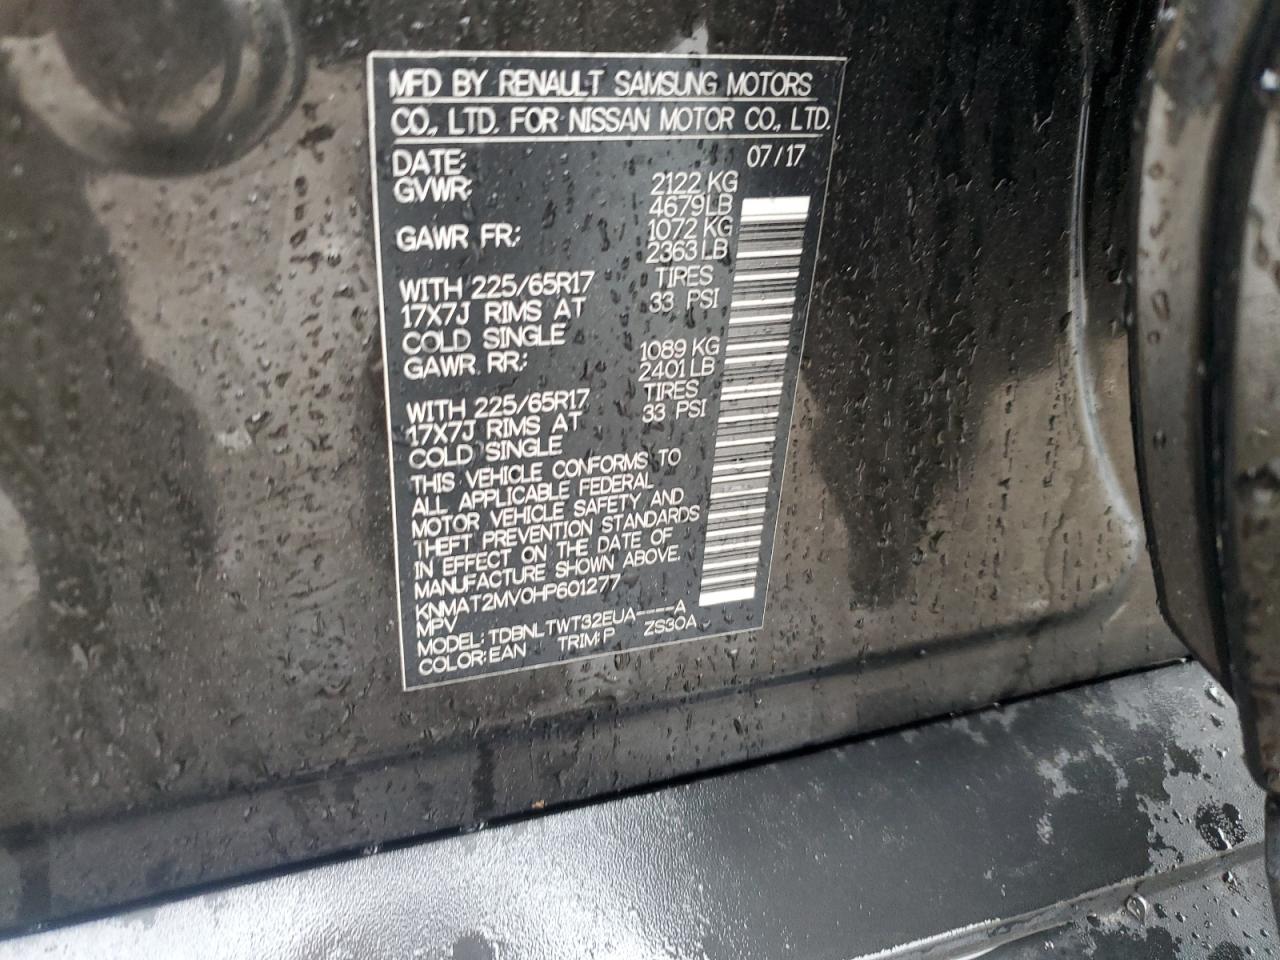 MFD BY RENAULT SAMSUNG MOTORS
CO., LTD. FOR NISSAN MOTOR CO., LTD.
DATE: 07/17
GVWR: 2122 KG
4679LB
GAWR FR: 1072 KG
2363LB
WITH 225/65R17 TIRES
17X7J RIMS AT 33 PSI
COLD SINGLE
GAWR RR: 1089 KG
2401LB
WITH 225/65R17 TIRES
17X7J RIMS AT 33 PSI
COLD SINGLE
THIS VEHICLE CONFORMS TO
ALL APPLICABLE FEDERAL
MOTOR VEHICLE SAFETY AND
THEFT PREVENTION STANDARDS
IN EFFECT ON THE DATE OF
MANUFACTURE SHOWN ABOVE.
KNMAT2MV0HP601277
MPV
MODEL: TDBNLTWT32EUA----A
COLOR: EAN TRIM: P ZS30A